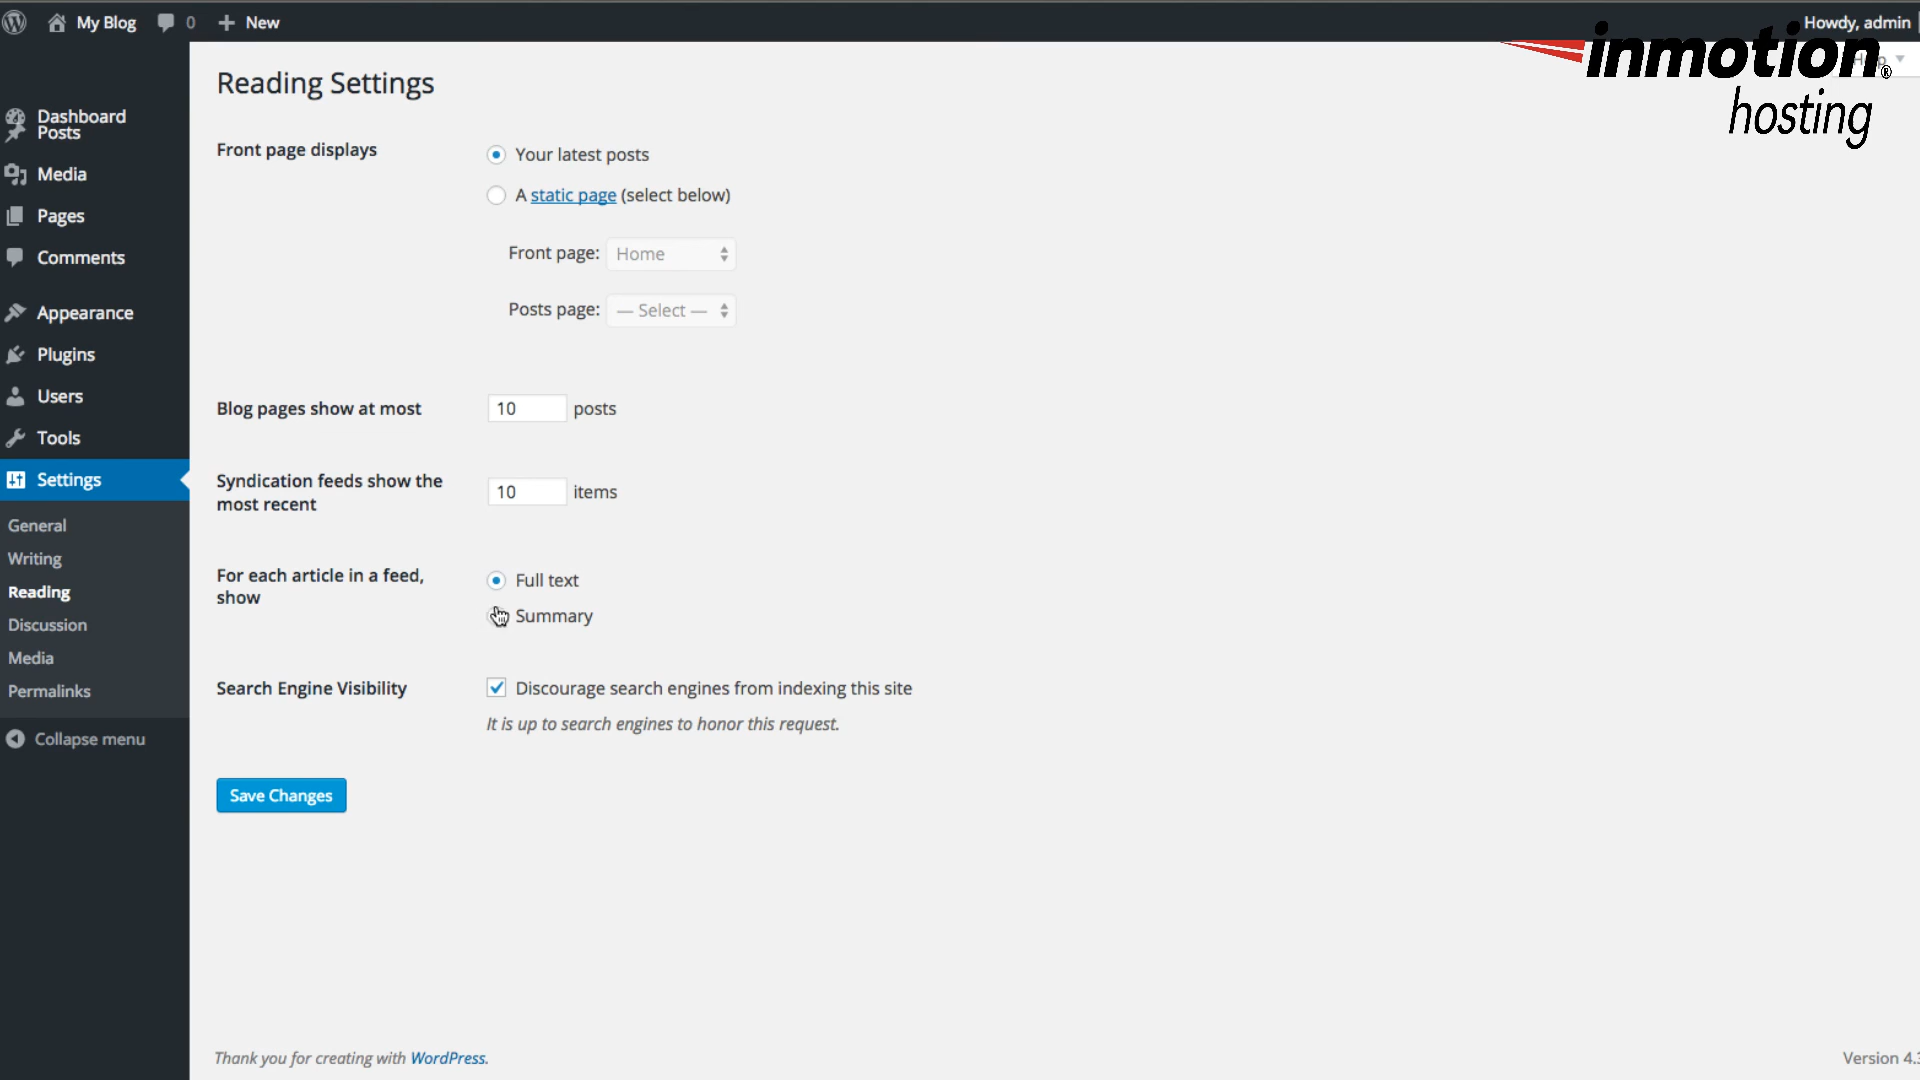 My Blog 0 New
Howdy, admin
inmotion®
hosting
Dashboard
Posts
Media
Pages
Comments
Appearance
Plugins
Users
Tools
Settings
General
Writing
Reading
Discussion
Media
Permalinks
Collapse menu
Reading Settings
Front page displays
Your latest posts
A static page (select below)
Front page: Home
Posts page: — Select —
Blog pages show at most 10 posts
Syndication feeds show the
most recent
10 items
For each article in a feed,
show
Full text
Summary
Search Engine Visibility
Discourage search engines from indexing this site
It is up to search engines to honor this request.
Save Changes
Thank you for creating with WordPress.
Version 4.3